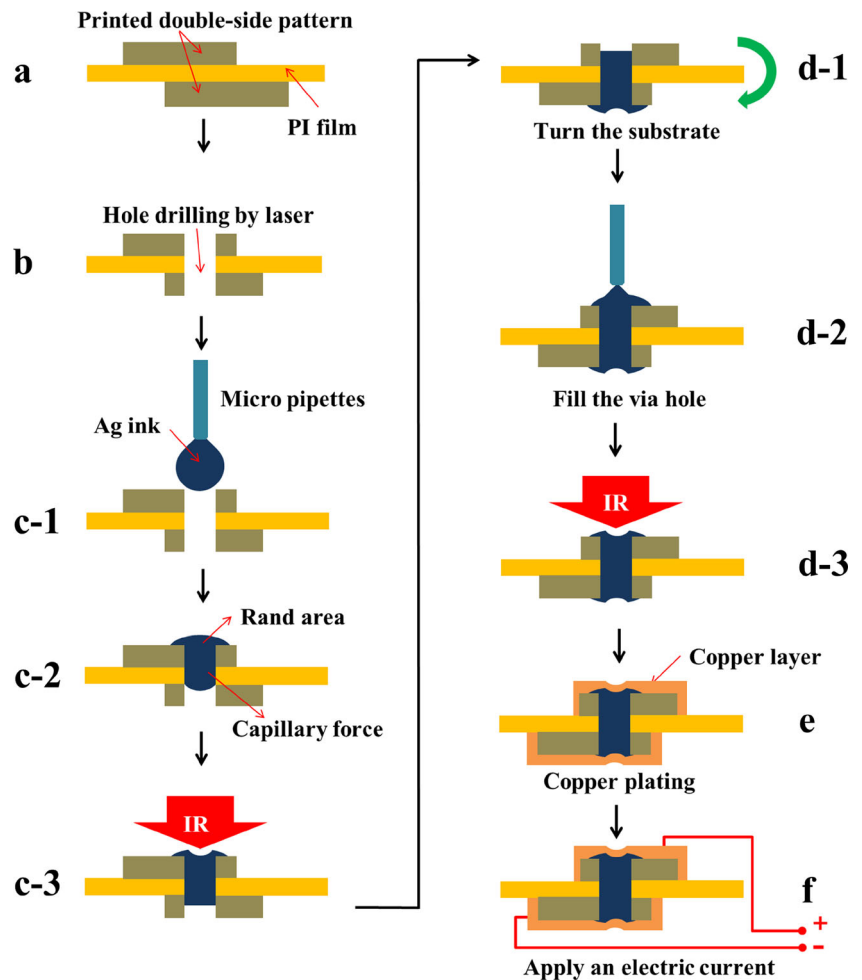 Printed double-side pattern
a
PI film
Hole drilling by laser
b
Micro pipettes
Ag ink
c-1
Rand area
c-2
Capillary force
IR
c-3
d-1
Turn the substrate
d-2
Fill the via hole
IR
d-3
Copper layer
e
Copper plating
f
+
-
Apply an electric current